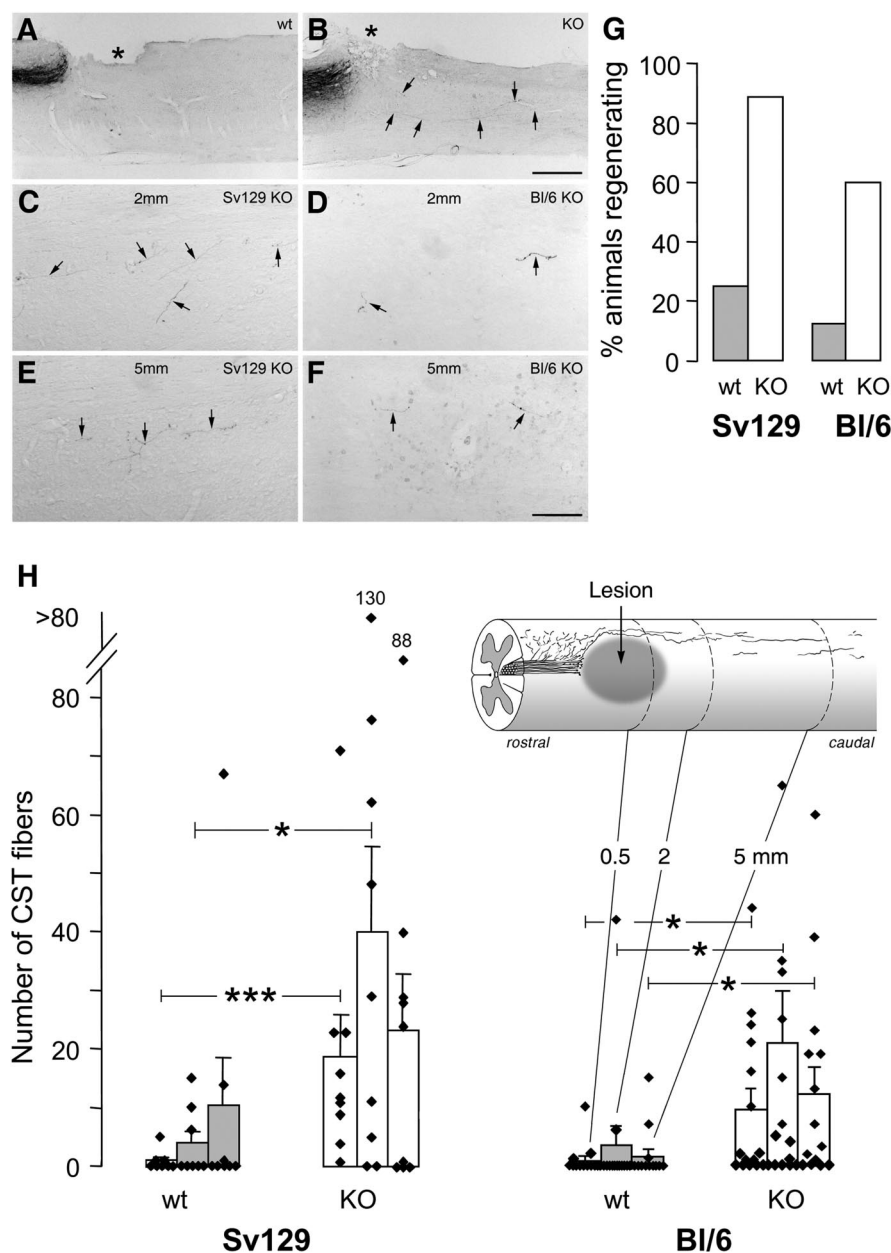 A
wt
*
B
KO
*
C
2mm
Sv129 KO
D
2mm
Bl/6 KO
E
5mm
Sv129 KO
F
5mm
Bl/6 KO
G
% animals regenerating
100
80
60
40
20
0
wt KO wt KO
Sv129 Bl/6
H
Number of CST fibers
>80
80
60
40
20
0
130
88
*
***
wt KO
Sv129
Lesion
rostral
caudal
0.5 2 5 mm
*
*
*
wt KO
Bl/6